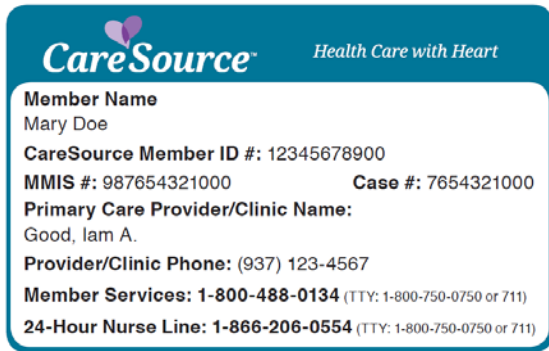 CareSource™
Health Care with Heart
Member Name
Mary Doe
CareSource Member ID #: 12345678900
MMIS #: 987654321000 Case #: 7654321000
Primary Care Provider/Clinic Name:
Good, Iam A.
Provider/Clinic Phone: (937) 123-4567
Member Services: 1-800-488-0134 (TTY: 1-800-750-0750 or 711)
24-Hour Nurse Line: 1-866-206-0554 (TTY: 1-800-750-0750 or 711)